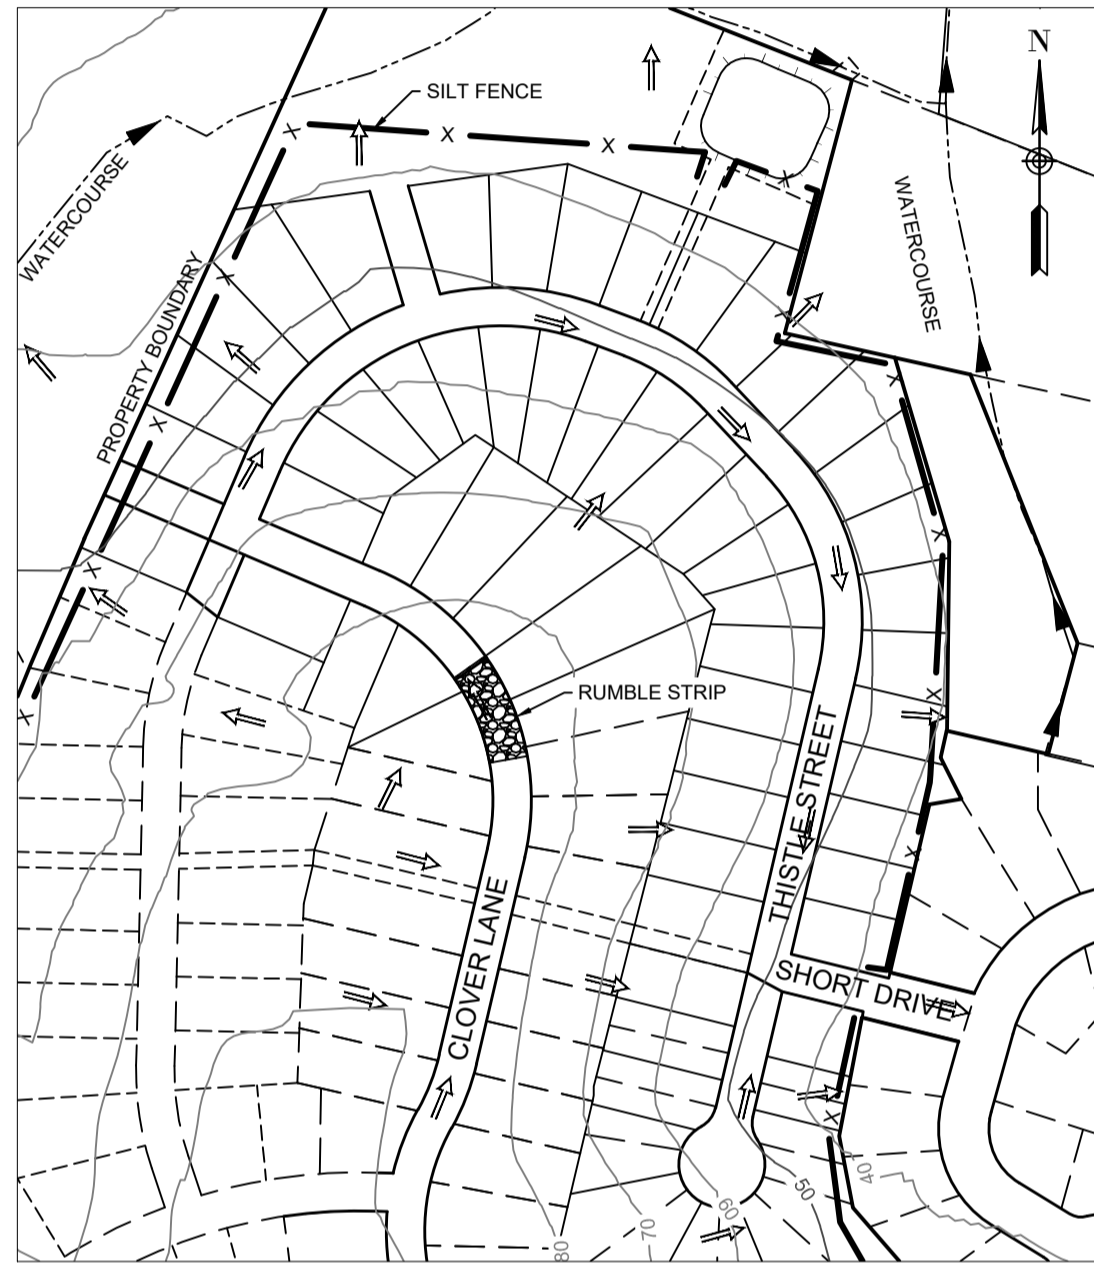 N
SILT FENCE
X
X
X
X
WATERCOURSE
WATERCOURSE
PROPERTY BOUNDARY
X
X
X
X
X
X
X
RUMBLE STRIP
X
X
THISTLE STREET
X
CLOVER LANE
SHORT DRIVE
X
40
50
60
70
80